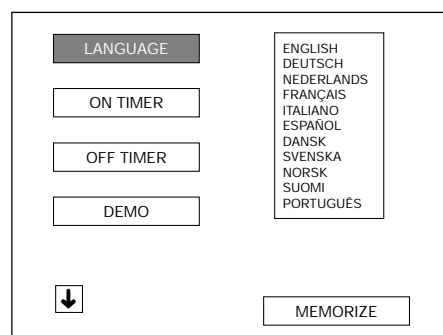 LANGUAGE
ON TIMER
OFF TIMER
DEMO
ENGLISH
DEUTSCH
NEDERLANDS
FRANÇAIS
ITALIANO
ESPAÑOL
DANSK
SVENSKA
NORSK
SUOMI
PORTUGUÊS
MEMORIZE